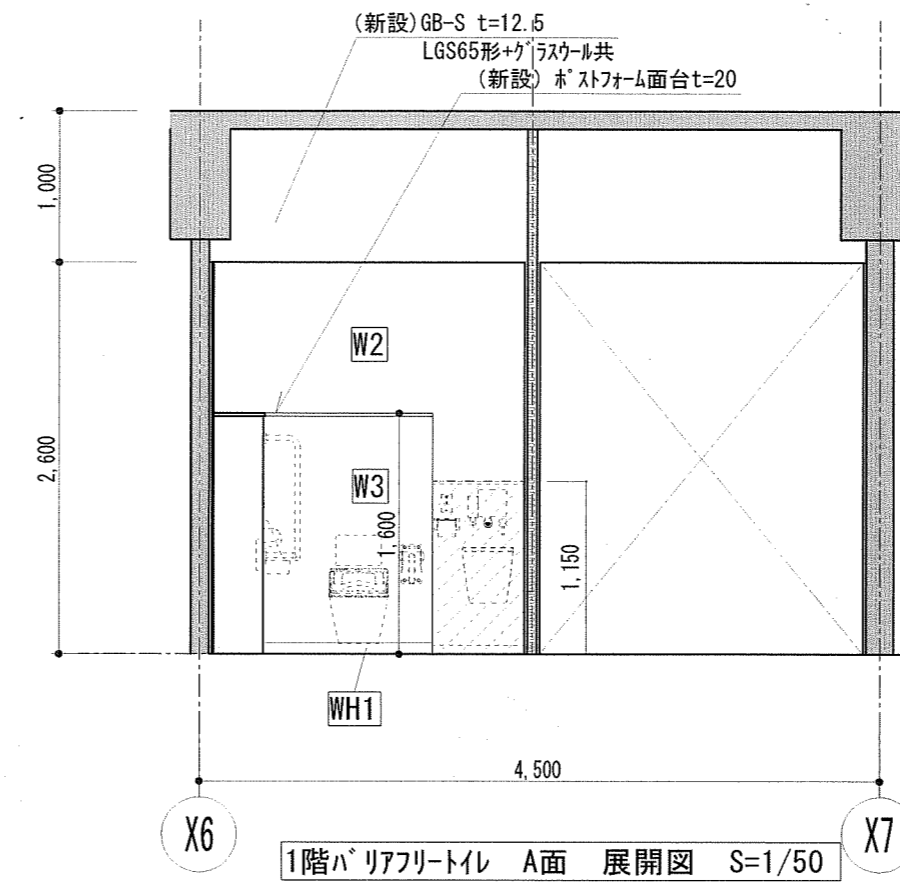 (新設)GB-S t=12.5
LGS65形+グラスウール共
(新設) ポストフォーム面台t=20
1,000
2,600
W2
W3
1,600
1,150
WH1
4,500
X6
X7
1階バリアフリートイレ A面 展開図 S=1/50